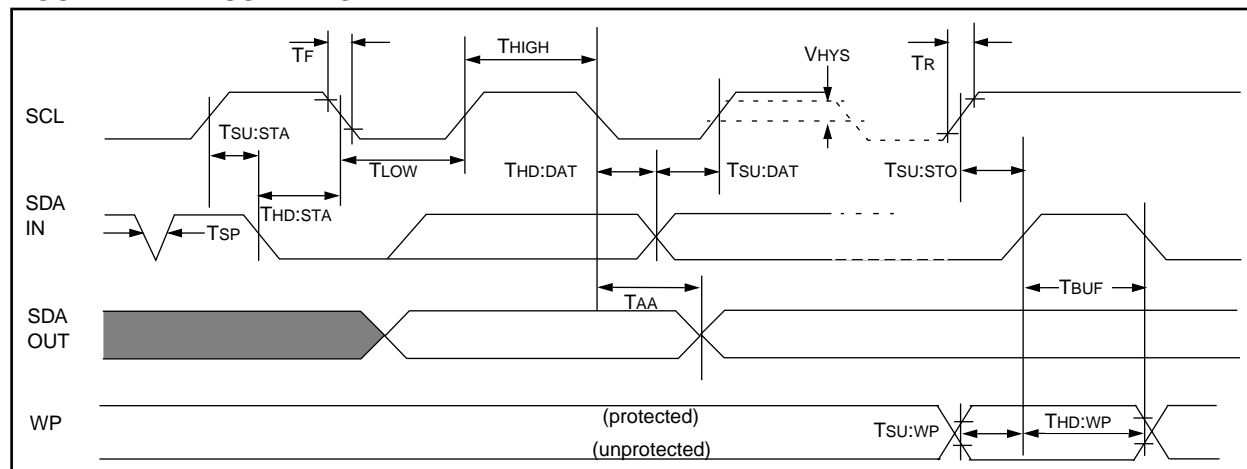 TF
THIGH
VHYS
TR
SCL
TSU:STA
TLOW
THD:DAT
TSU:DAT
TSU:STO
SDA
IN
TSP
THD:STA
TBUF
TAA
SDA
OUT
WP
(protected)
(unprotected)
TSU:WP
THD:WP